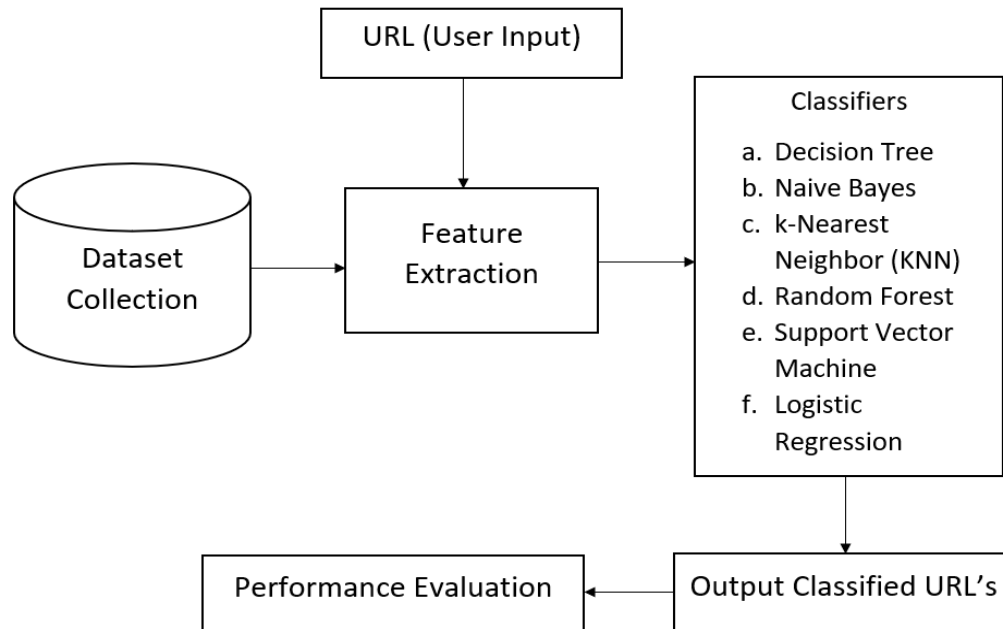 URL (User Input)
Dataset
Collection
Feature
Extraction
Classifiers
a. Decision Tree
b. Naive Bayes
c. k-Nearest
Neighbor (KNN)
d. Random Forest
e. Support Vector
Machine
f. Logistic
Regression
Performance Evaluation
Output Classified URL’s